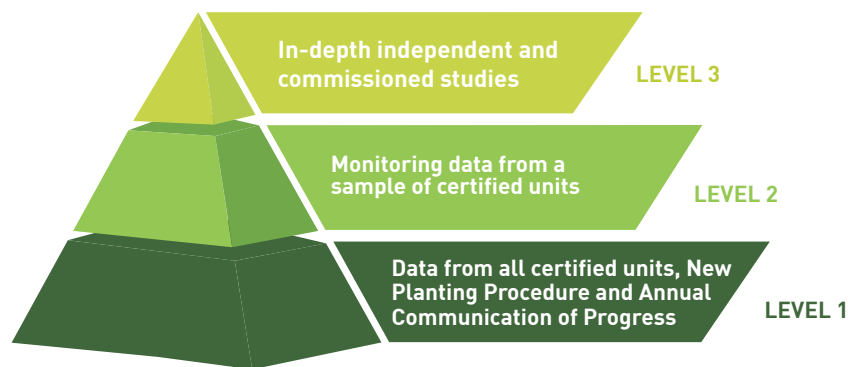 In-depth independent and
commissioned studies
LEVEL 3
Monitoring data from a
sample of certified units
LEVEL 2
Data from all certified units, New
Planting Procedure and Annual
Communication of Progress
LEVEL 1